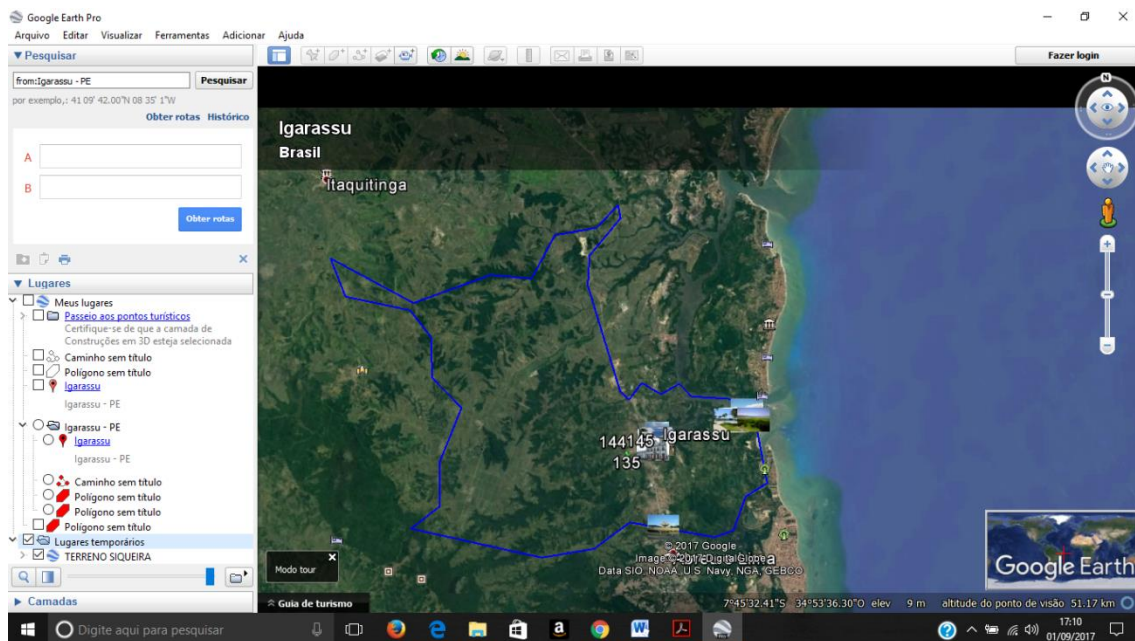 Google Earth Pro
Arquivo Editar Visualizar Ferramentas Adicionar Ajuda
Pesquisar
Fazer login
from:Igarassu - PE
Pesquisar
por exemplo,: 41 09' 42.00"N 08 35' 1"W
Obter rotas Histórico
A
B
Obter rotas
Lugares
Meus lugares
Passeio aos pontos turísticos
Certifique-se de que a camada de
Construções em 3D esteja selecionada
Caminho sem título
Polígono sem título
Igarassu
Igarassu - PE
Igarassu - PE
Igarassu
Igarassu - PE
Caminho sem título
Polígono sem título
Polígono sem título
Polígono sem título
Lugares temporários
TERRENO SIQUEIRA
Camadas
Igarassu
Brasil
N
Itaquitinga
144145 Igarassu
135
Modo tour
© 2017 Google
Image © 2017 DigitalGlobe
Data SIO, NOAA, U.S. Navy, NGA, GEBCO
Google Earth
Guia de turismo
7°45'32.41"S 34°53'36.30"O elev 9 m altitude do ponto de visão 51.17 km
Digite aqui para pesquisar
17:10
01/09/2017